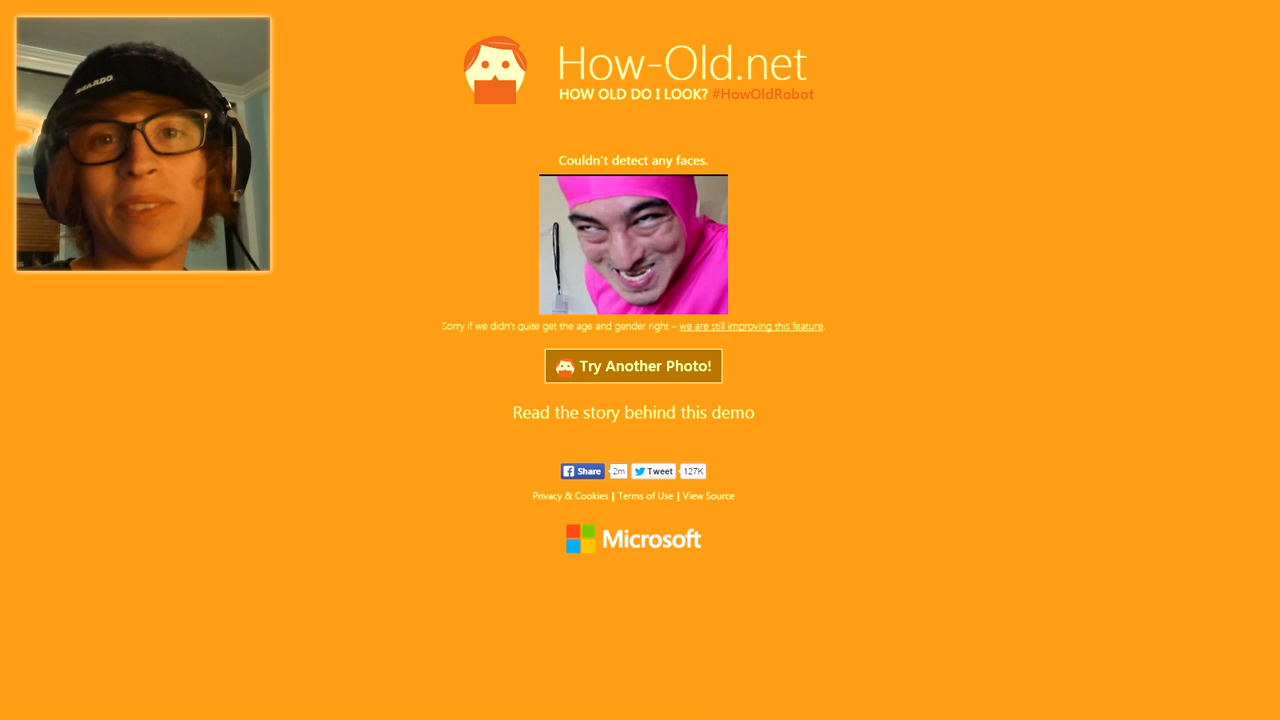 BEARDO
How-Old.net
HOW OLD DO I LOOK? #HowOldRobot
Couldn't detect any faces.
Sorry if we didn't quite get the age and gender right – we are still improving this feature.
Try Another Photo!
Read the story behind this demo
Share 2m Tweet 127K
Privacy & Cookies | Terms of Use | View Source
Microsoft